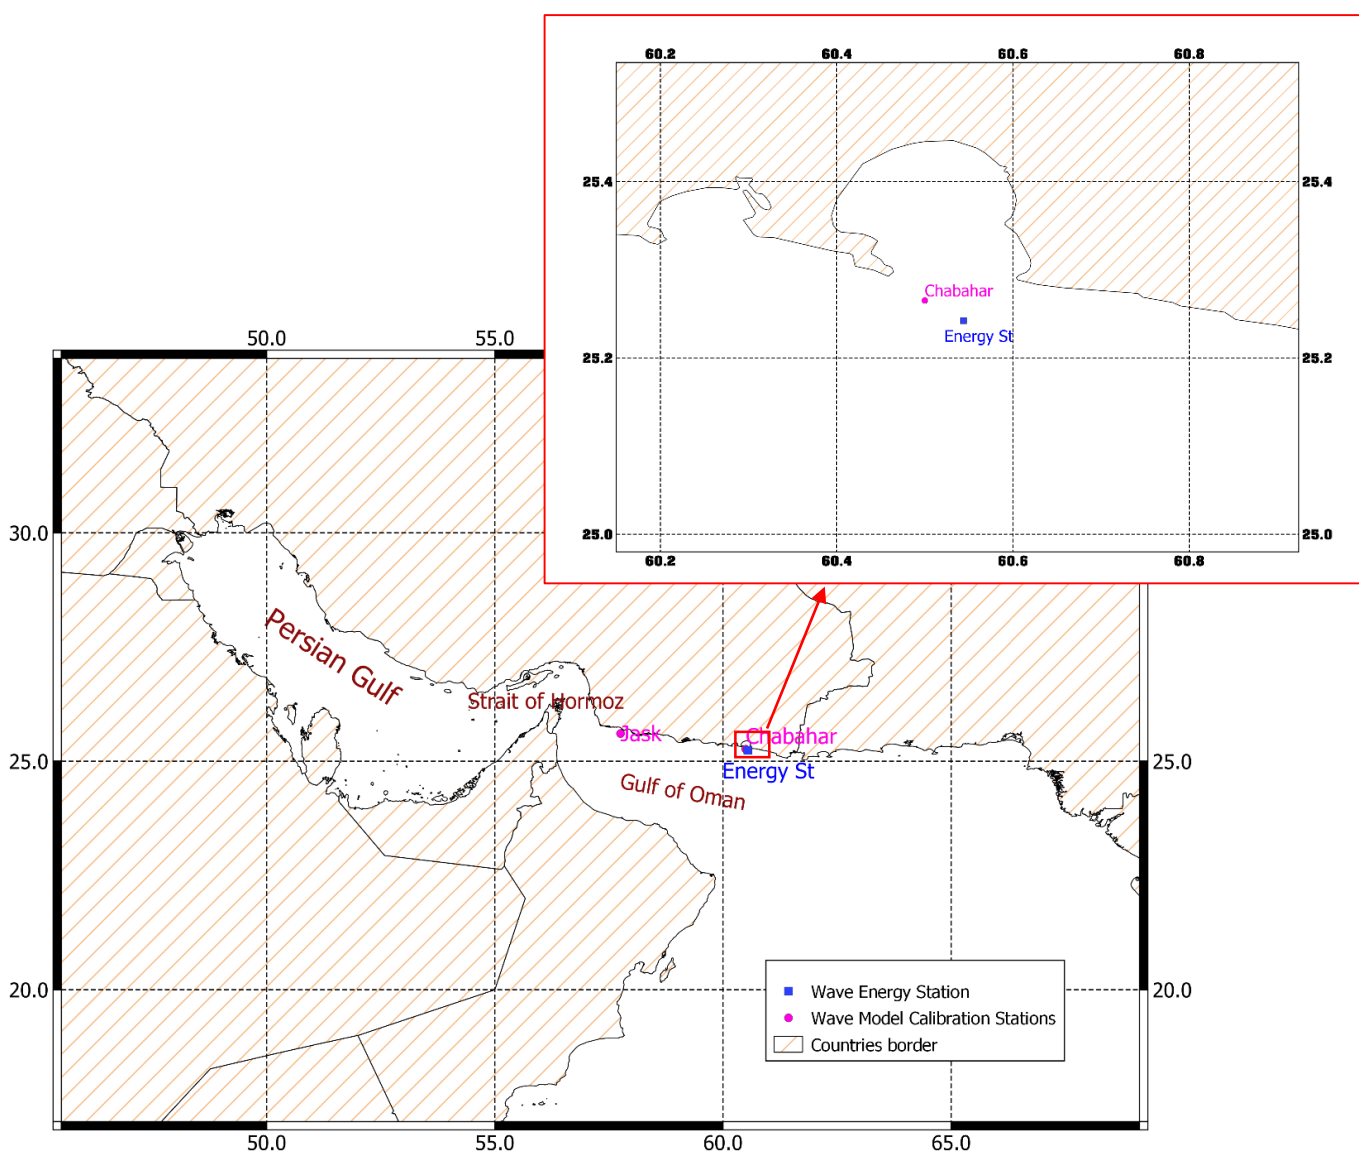 60.2
60.4
60.6
60.8
25.4
25.4
Chabahar
Energy St
25.2
25.2
25.0
25.0
60.2
60.4
60.6
60.8
50.0
55.0
30.0
Persian Gulf
Strait of Hormoz
Jask
Chabahar
25.0
Energy St
25.0
Gulf of Oman
20.0
20.0
Wave Energy Station
Wave Model Calibration Stations
Countries border
50.0
55.0
60.0
65.0